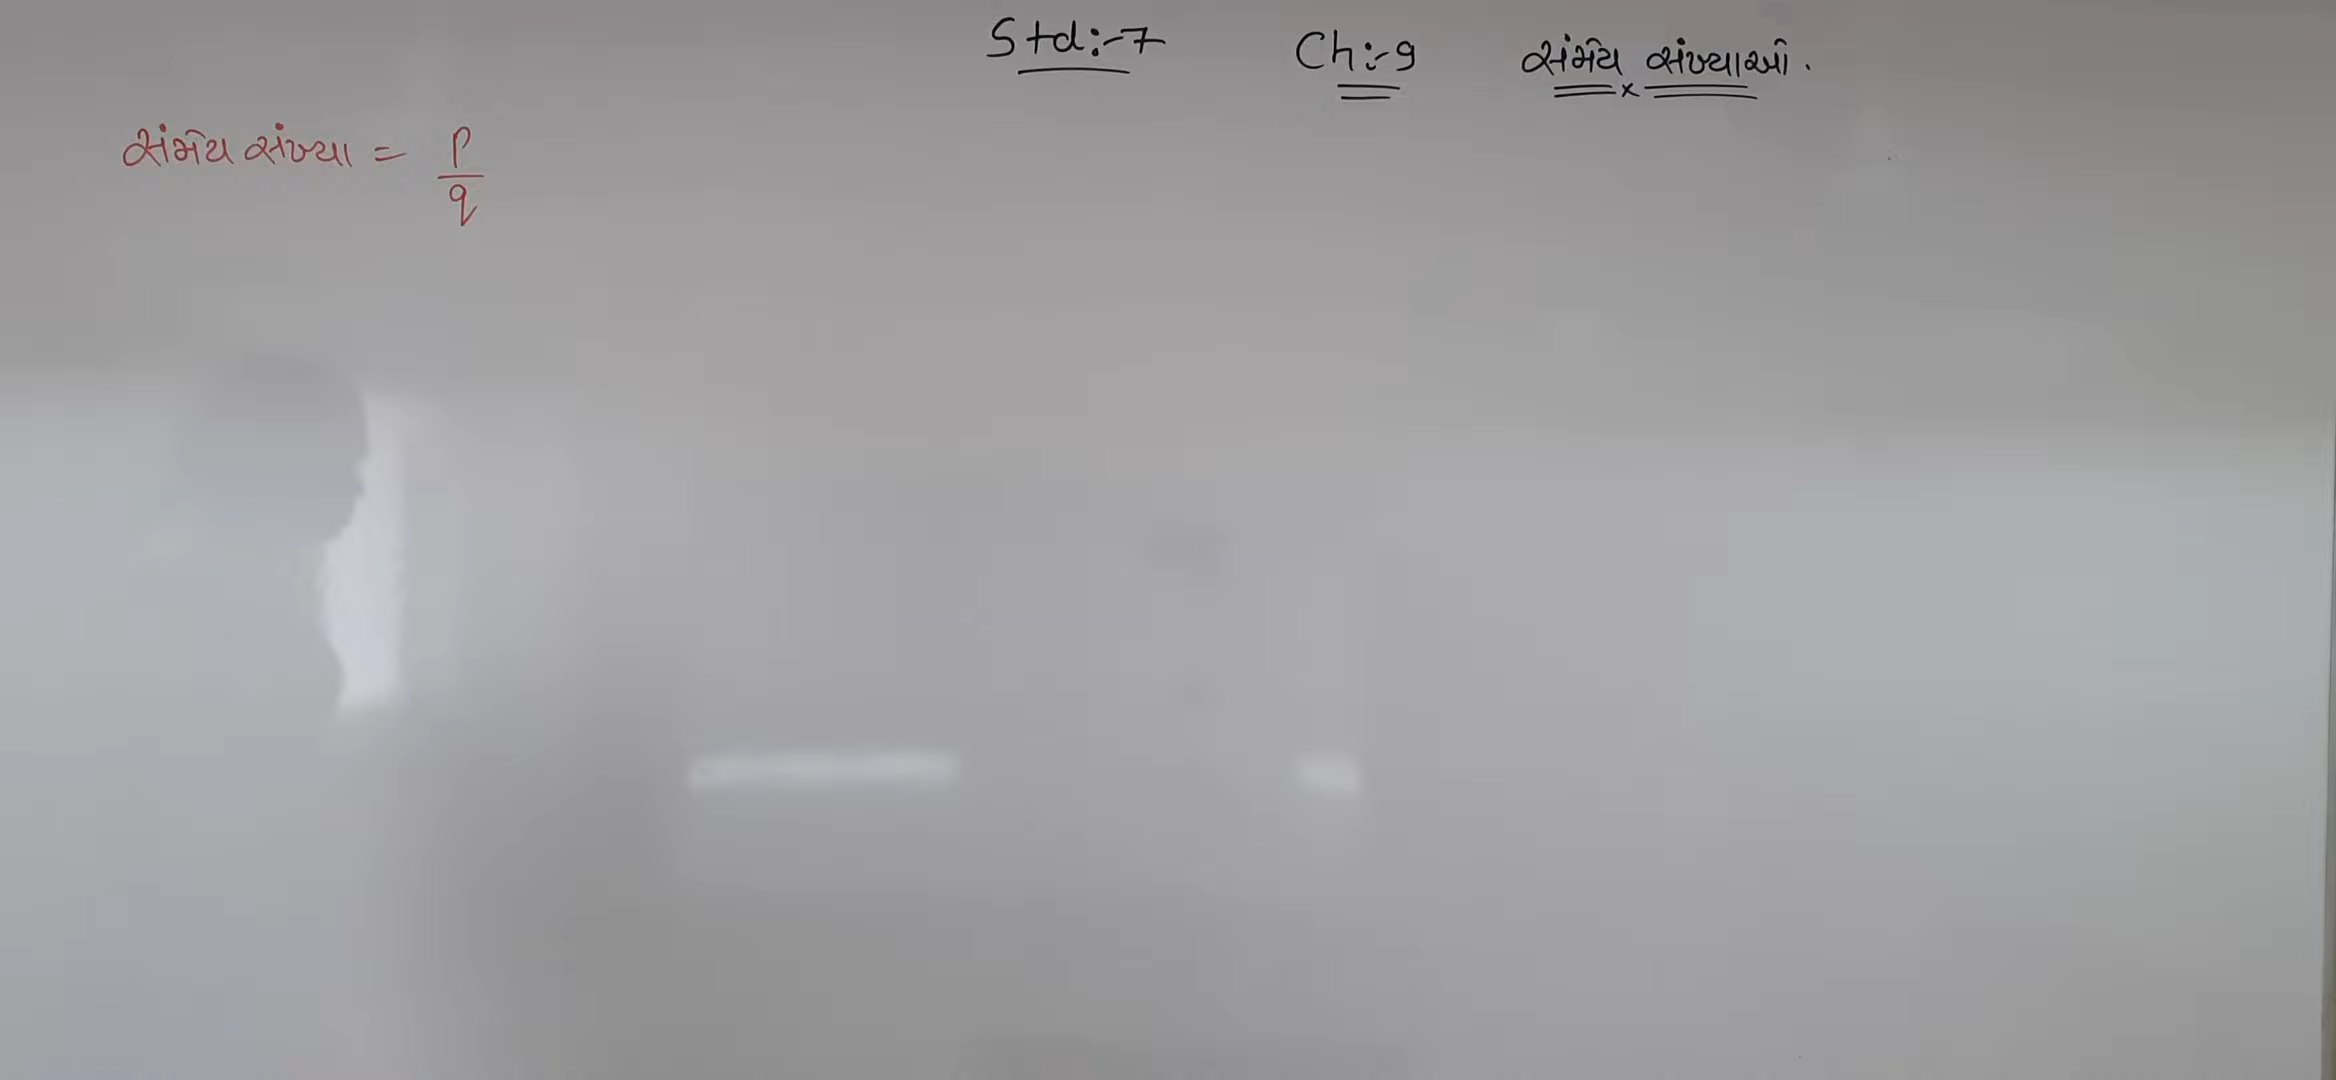 Std:-7 Ch:-9 સંમેય સંખ્યાઓ.
સંમેય સંખ્યા = p/q